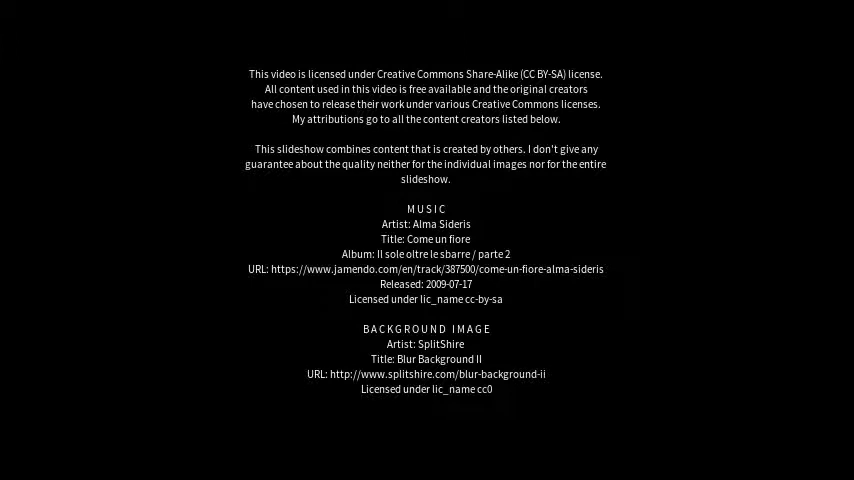 This video is licensed under Creative Commons Share-Alike (CC BY-SA) license.
All content used in this video is free available and the original creators
have chosen to release their work under various Creative Commons licenses.
My attributions go to all the content creators listed below.
This slideshow combines content that is created by others. I don't give any
guarantee about the quality neither for the individual images nor for the entire
slideshow.
MUSIC
Artist: Alma Sideris
Title: Come un fiore
Album: Il sole oltre le sbarre / parte 2
URL: https://www.jamendo.com/en/track/387500/come-un-fiore-alma-sideris
Released: 2009-07-17
Licensed under lic_name cc-by-sa
BACKGROUND IMAGE
Artist: SplitShire
Title: Blur Background II
URL: http://www.splitshire.com/blur-background-ii
Licensed under lic_name cc0